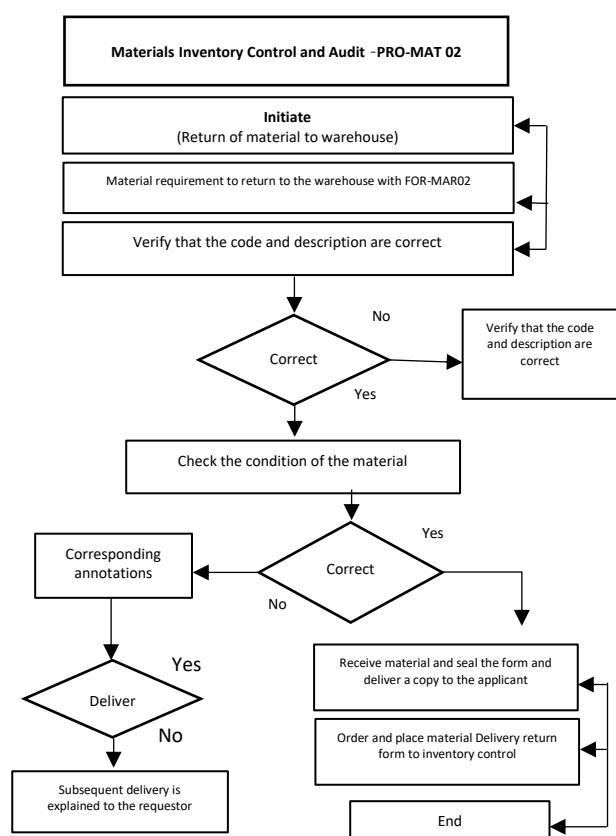 Materials Inventory Control and Audit -PRO-MAT 02
Initiate
(Return of material to warehouse)
Material requirement to return to the warehouse with FOR-MAR02
Verify that the code and description are correct
No
Verify that the code
and description are
correct
Correct
Yes
Check the condition of the material
Yes
Corresponding
annotations
Correct
No
Yes
Deliver
No
Receive material and seal the form and
deliver a copy to the applicant
Order and place material Delivery return
form to inventory control
Subsequent delivery is
explained to the requestor
End